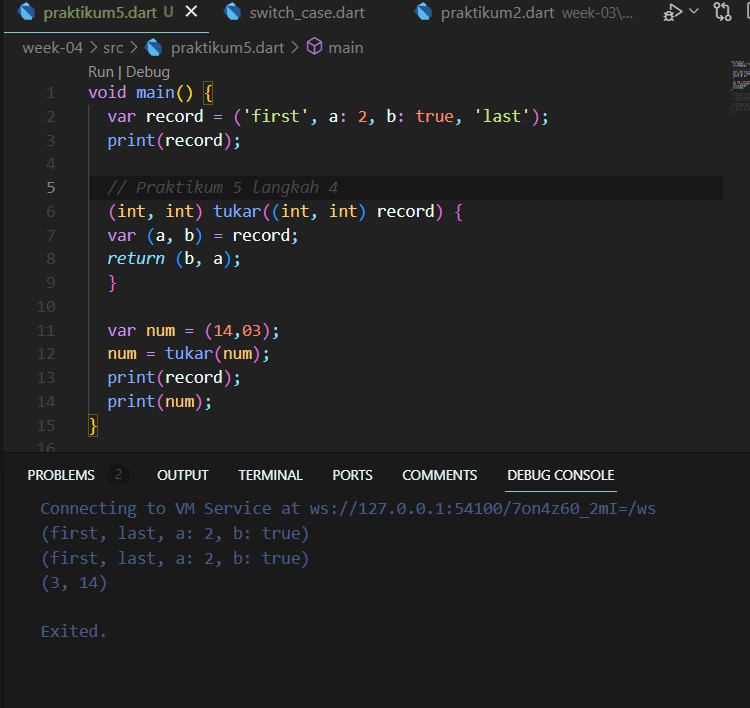 praktikum5.dart U
switch_case.dart
praktikum2.dart week-03\...
week-04 > src > praktikum5.dart > main
Run | Debug
1 void main() {
2 var record = ('first', a: 2, b: true, 'last');
3 print(record);
4
5 // Praktikum 5 langkah 4
6 (int, int) tukar((int, int) record) {
7 var (a, b) = record;
8 return (b, a);
9 }
10
11 var num = (14,03);
12 num = tukar(num);
13 print(record);
14 print(num);
15 }
16
PROBLEMS 2 OUTPUT TERMINAL PORTS COMMENTS DEBUG CONSOLE
Connecting to VM Service at ws://127.0.0.1:54100/7on4z60_2mI=/ws
(first, last, a: 2, b: true)
(first, last, a: 2, b: true)
(3, 14)
Exited.